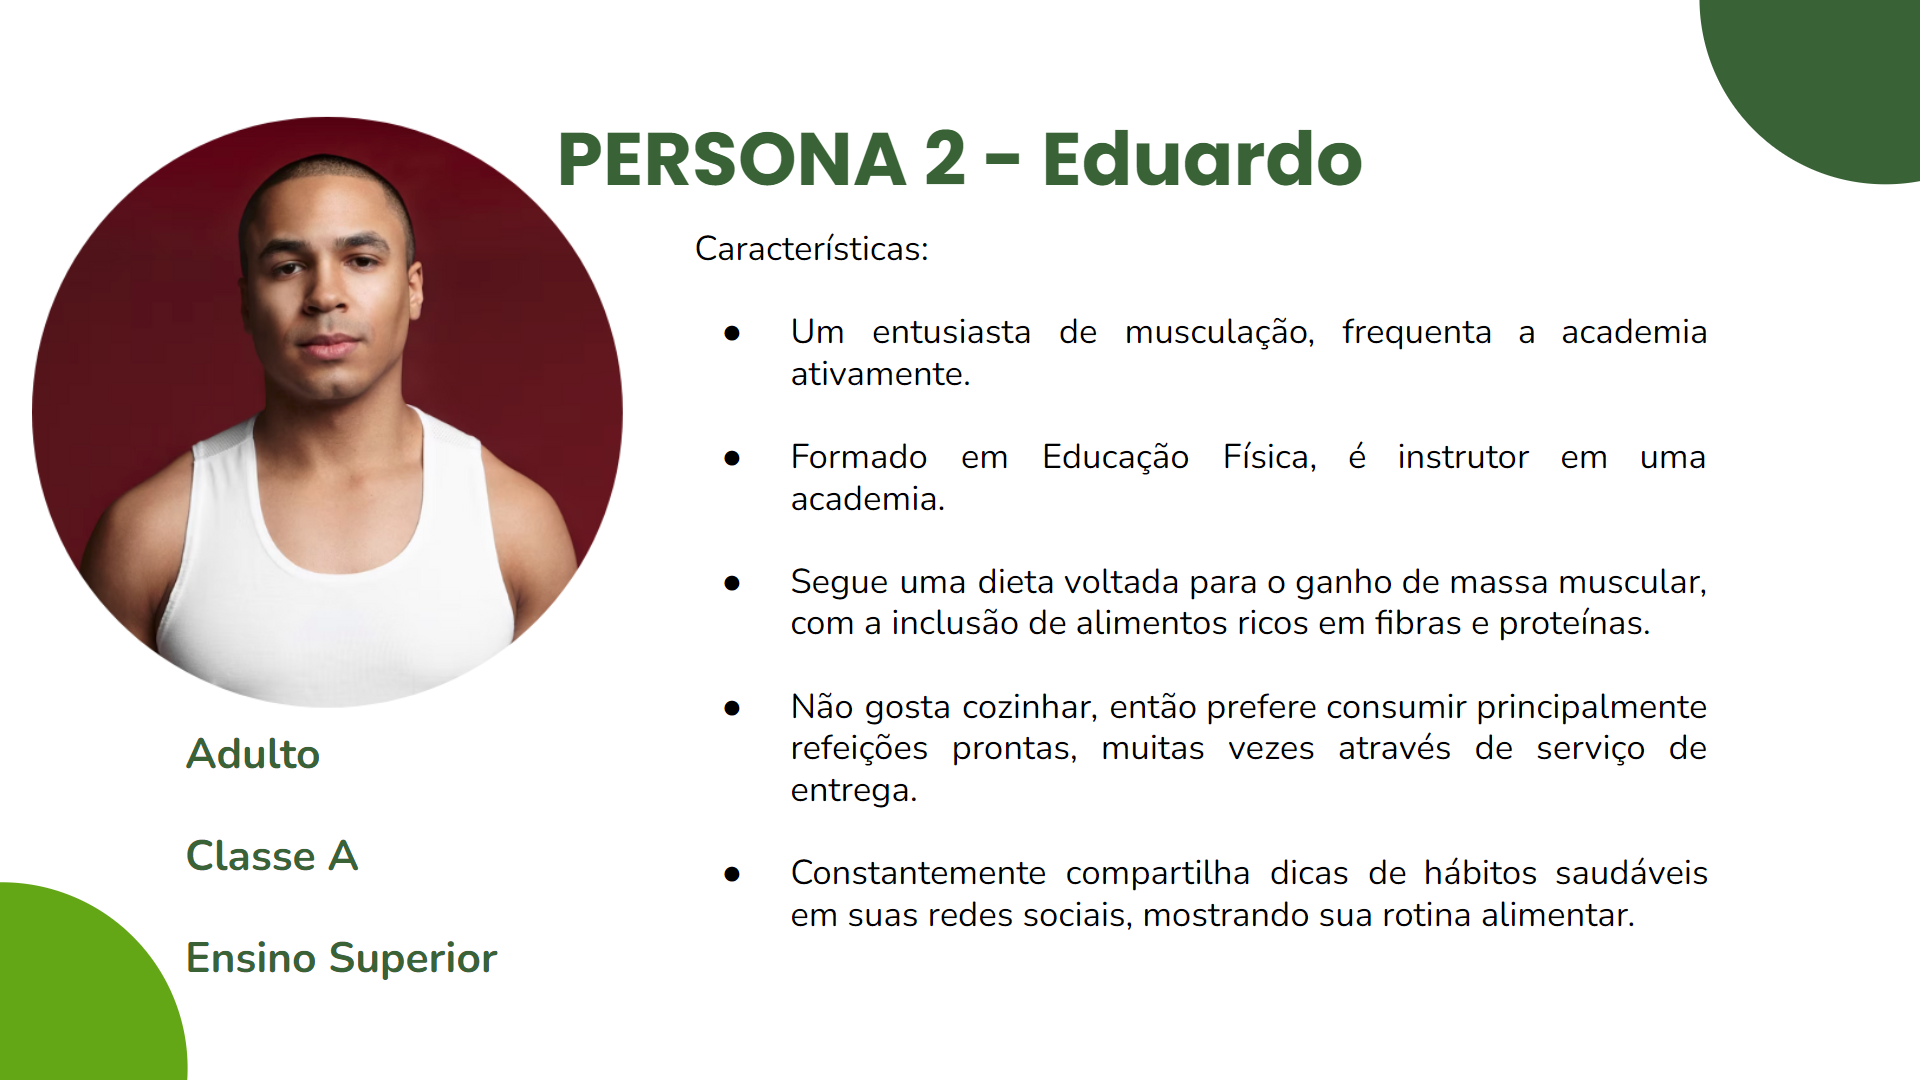 PERSONA 2 - Eduardo
Características:
● Um entusiasta de musculação, frequenta a academia
ativamente.
● Formado em Educação Física, é instrutor em uma
academia.
● Segue uma dieta voltada para o ganho de massa muscular,
com a inclusão de alimentos ricos em fibras e proteínas.
● Não gosta cozinhar, então prefere consumir principalmente
refeições prontas, muitas vezes através de serviço de
entrega.
● Constantemente compartilha dicas de hábitos saudáveis
em suas redes sociais, mostrando sua rotina alimentar.
Adulto
Classe A
Ensino Superior